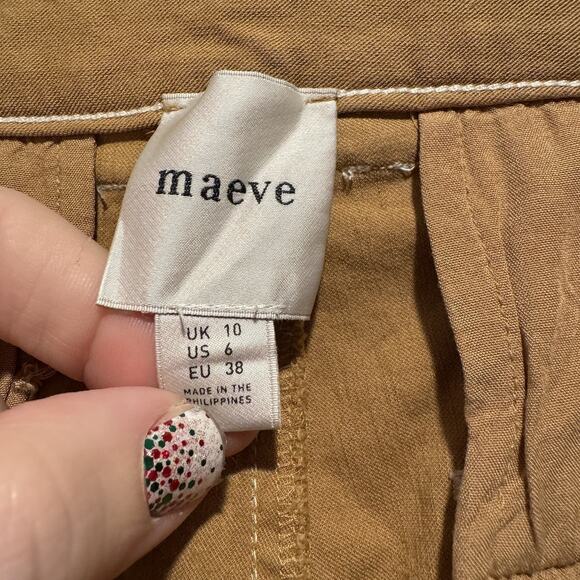 maeve
UK 10
US 6
EU 38
MADE IN THE
PHILIPPINES